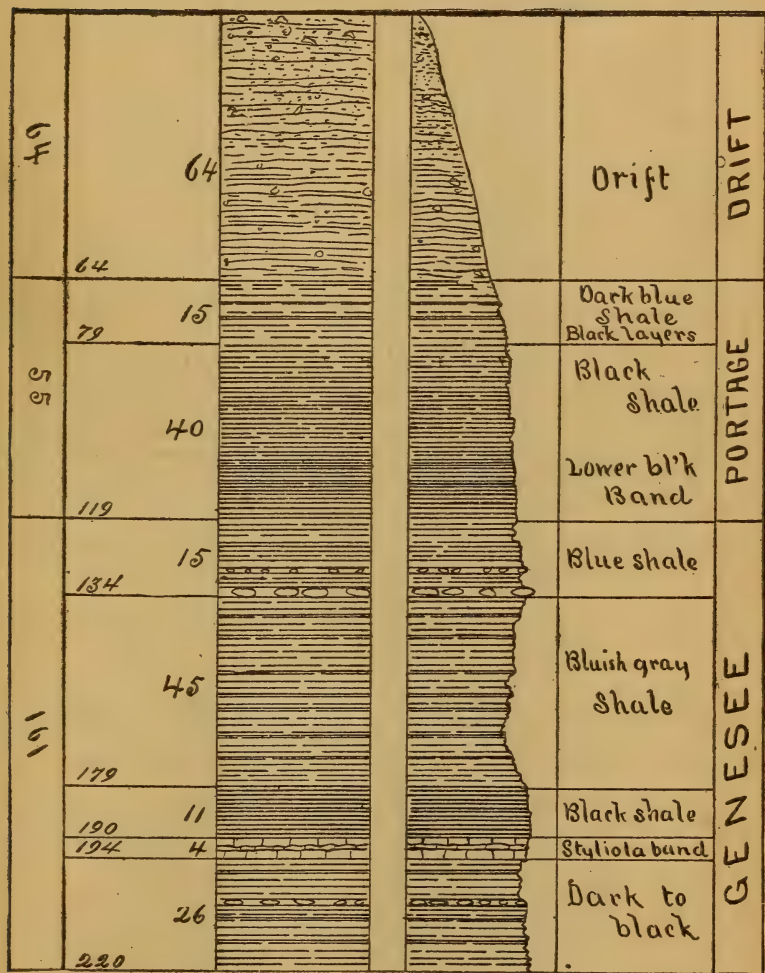 64
64
64
Drift
DRIFT
55
15
79
Dark blue
Shale
Black layers
PORTAGE
40
119
Black
Shale
Lower bl'k
Band
15
134
Blue shale
GENESEE
45
179
Bluish gray
Shale
11
190
Black shale
194
4
Styliola band
26
220
Dark to
black